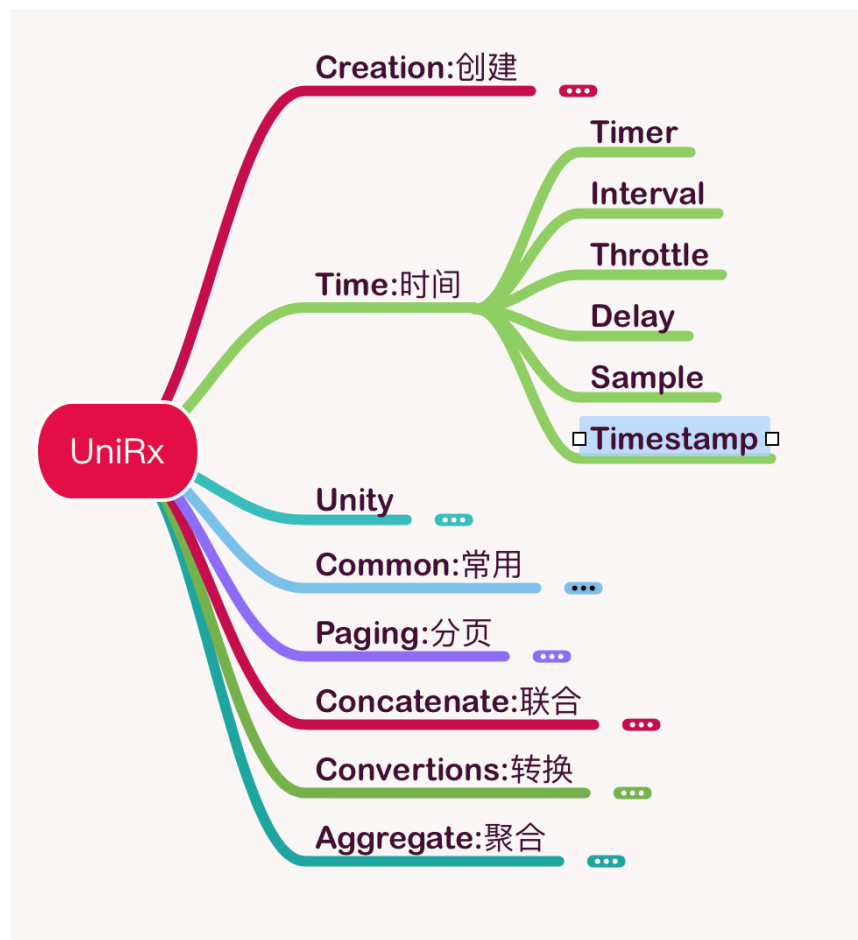 Creation:创建
Timer
Interval
Throttle
Time:时间
Delay
Sample
Timestamp
UniRx
Unity
Common:常用
Paging:分页
Concatenate:联合
Convertions:转换
Aggregate:聚合